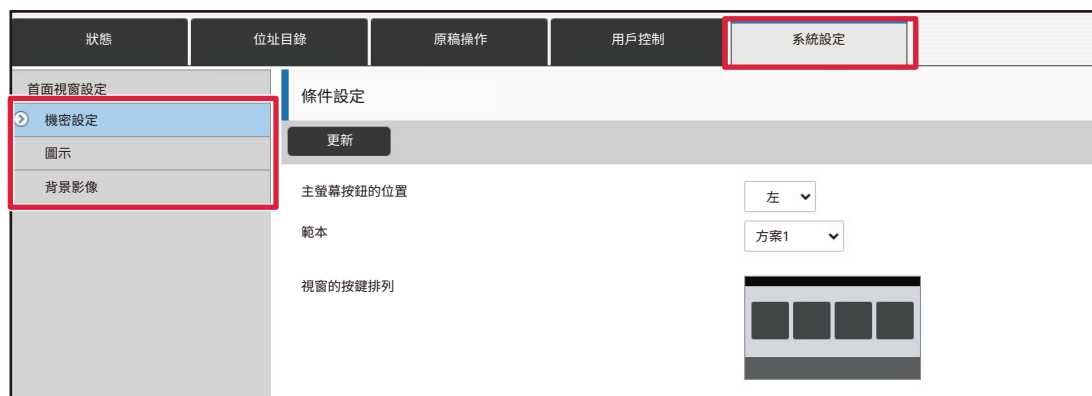 狀態
位址目錄
原稿操作
用戶控制
系統設定
首面視窗設定
機密設定
圖示
背景影像
條件設定
更新
主螢幕按鈕的位置
左
範本
方案1
視窗的按鍵排列